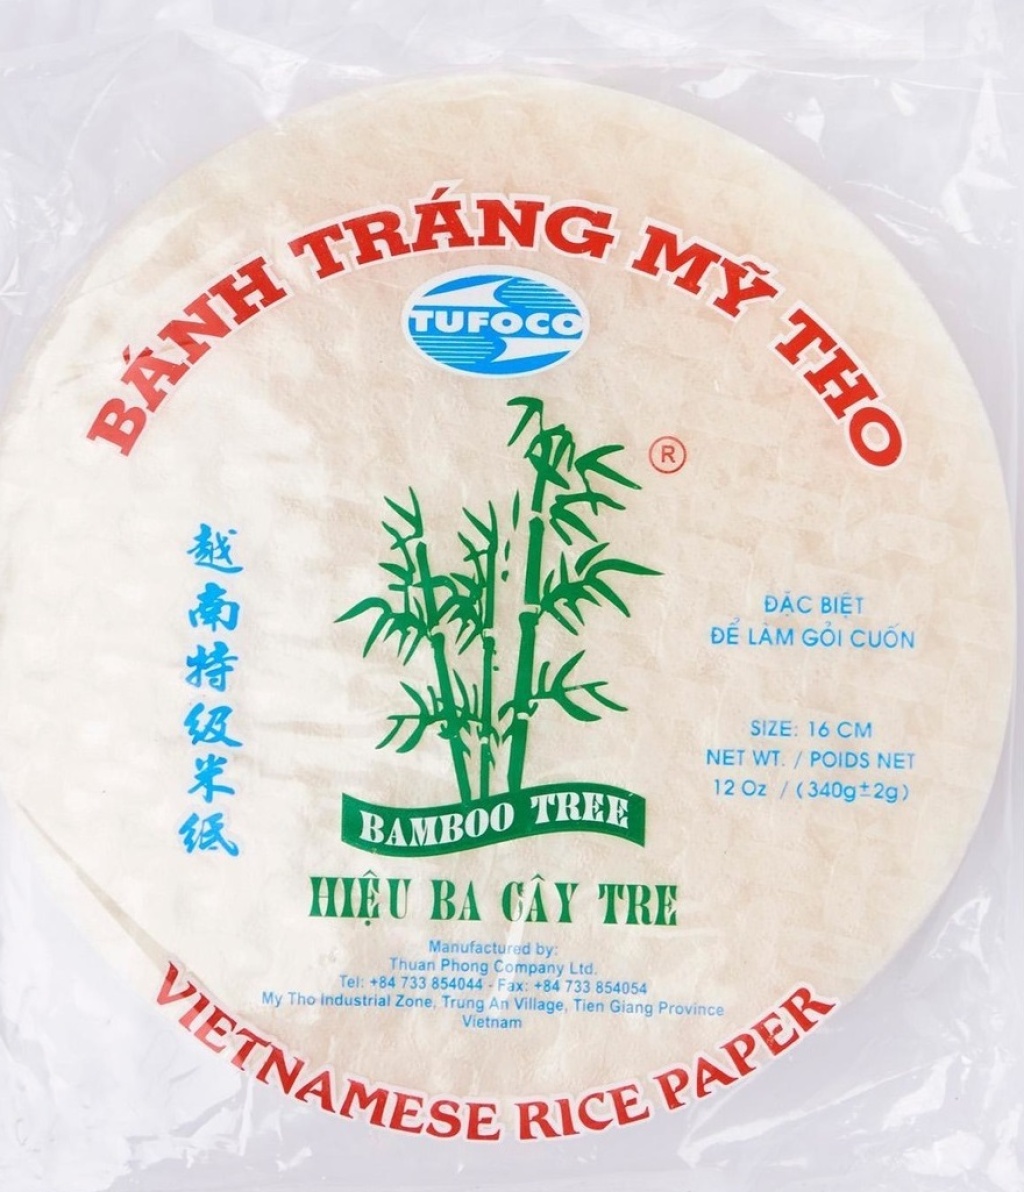 BÁNH TRÁNG MỸ THO
TUFOCO
®
越南特级米纸
ĐẶC BIỆT
ĐỂ LÀM GỎI CUỐN
SIZE: 16 CM
NET WT. / POIDS NET
12 Oz / (340g±2g)
BAMBOO TREE
HIỆU BA CÂY TRE
Manufactured by:
Thuan Phong Company Ltd.
Tel: +84 733 854044 - Fax: +84 733 854054
My Tho Industrial Zone, Trung An Village, Tien Giang Province
Vietnam
VIETNAMESE RICE PAPER